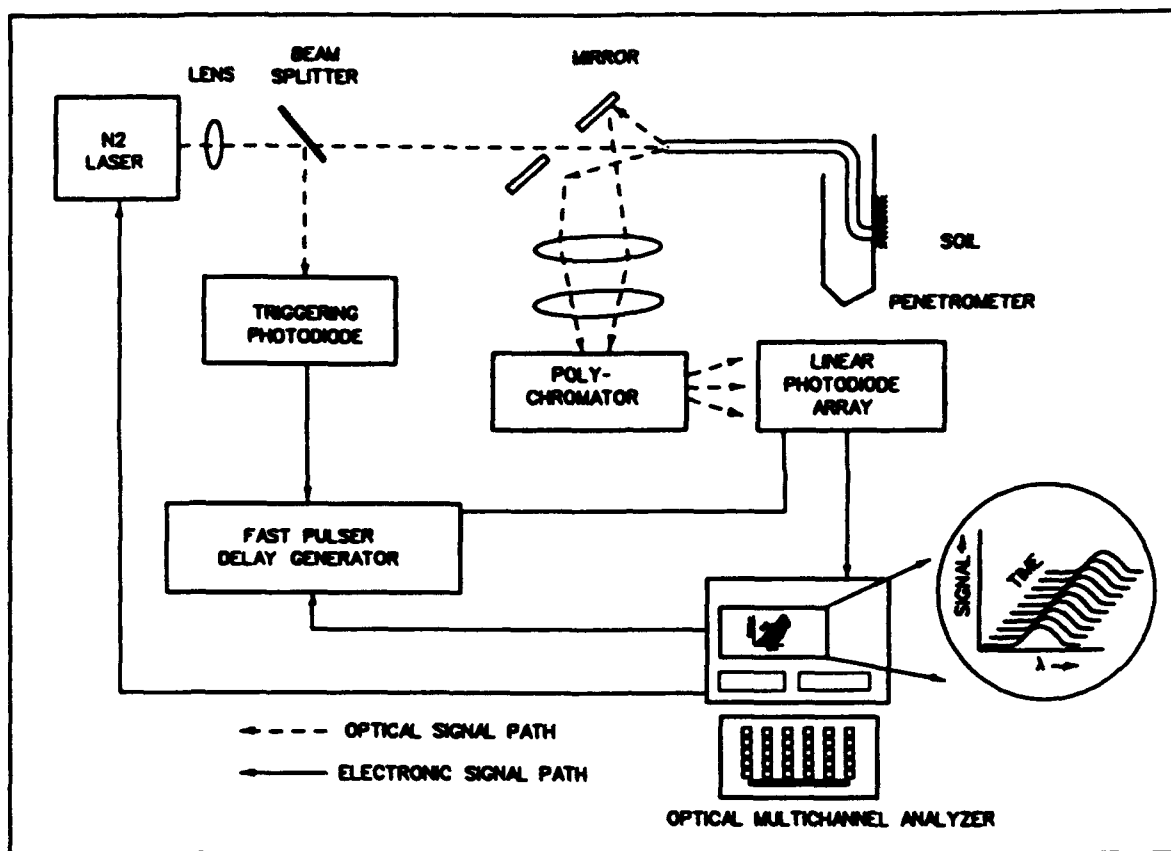 LENS
BEAM
SPLITTER
MIRROR
N2
LASER
SOIL
PENETROMETER
TRIGGERING
PHOTODIODE
POLY-
CHROMATOR
LINEAR
PHOTODIODE
ARRAY
FAST PULSER
DELAY GENERATOR
SIGNAL
TIME
λ
OPTICAL SIGNAL PATH
ELECTRONIC SIGNAL PATH
OPTICAL MULTICHANNEL ANALYZER